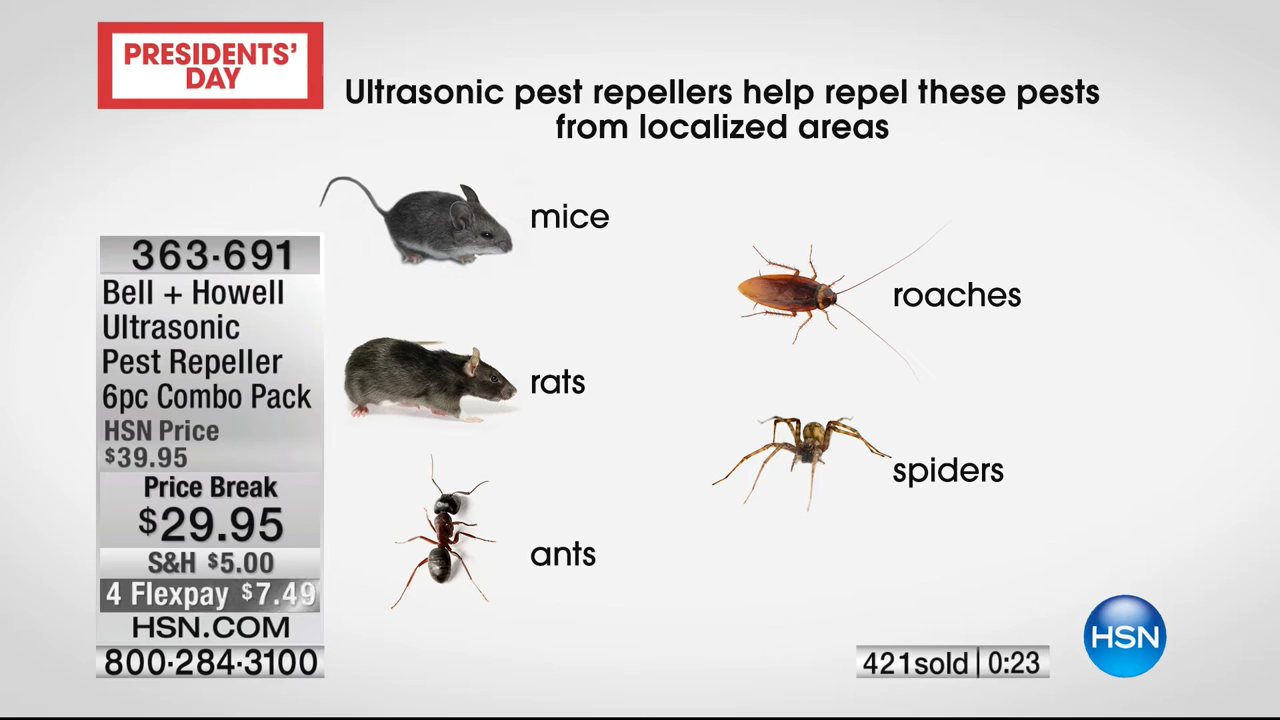 PRESIDENTS'
DAY
Ultrasonic pest repellers help repel these pests
from localized areas
mice
roaches
rats
spiders
ants
363·691
Bell + Howell
Ultrasonic
Pest Repeller
6pc Combo Pack
HSN Price
$39.95
Price Break
$29.95
S&H $5.00
4 Flexpay $7.49
HSN.COM
800·284·3100
421sold | 0:23
HSN